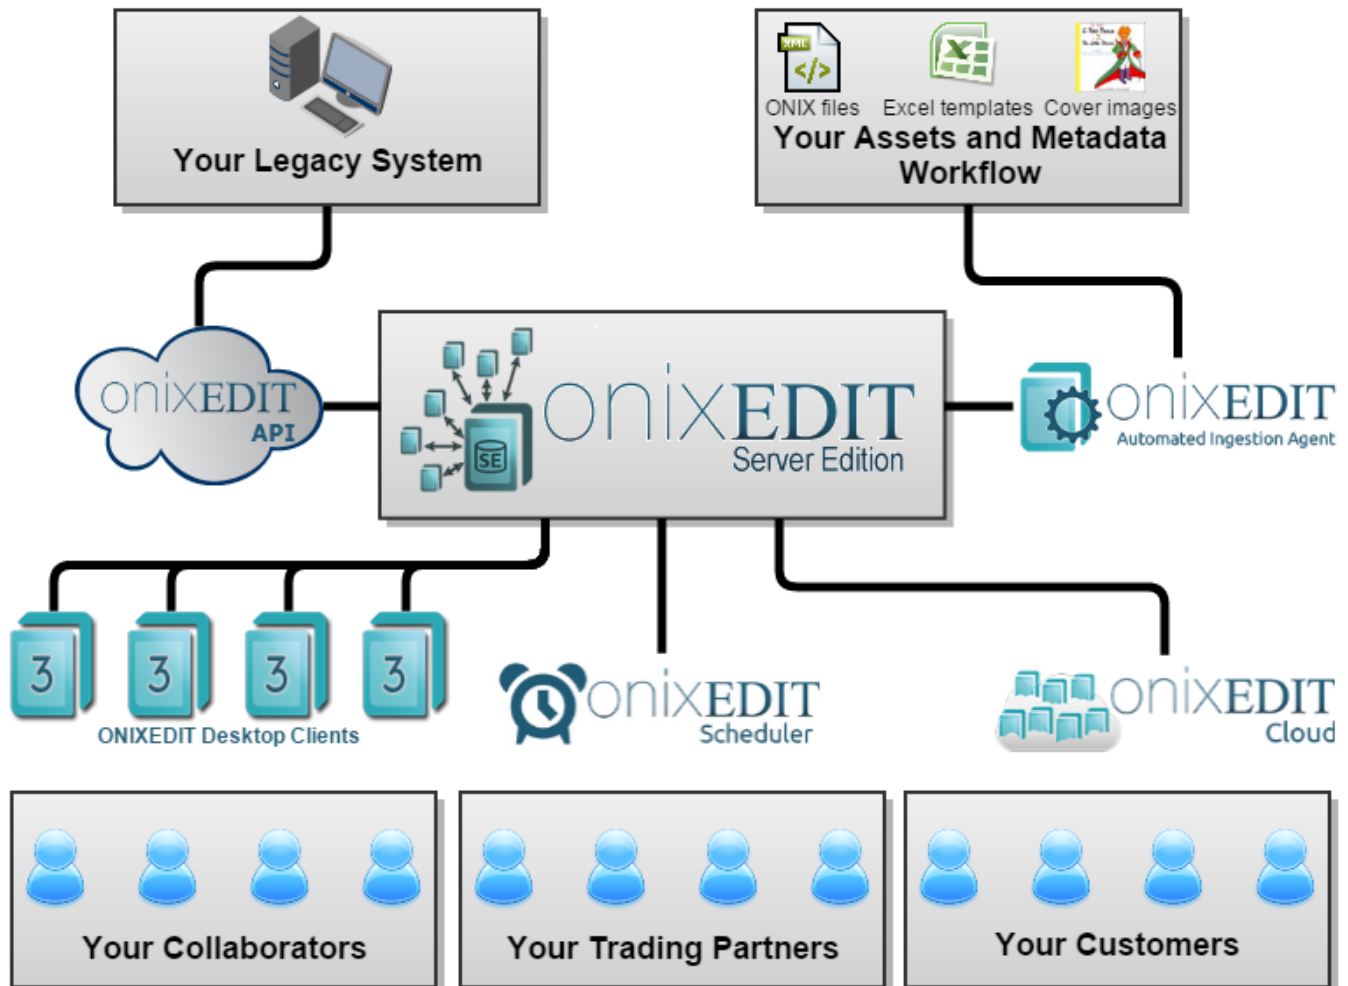 Your Legacy System
XML
</>
ONIX files
Excel templates
Cover images
Your Assets and Metadata
Workflow
onixEDIT
API
SE
onixEDIT
Server Edition
onixEDIT
Automated Ingestion Agent
3
3
3
3
ONIXEDIT Desktop Clients
onixEDIT
Scheduler
onixEDIT
Cloud
Your Collaborators
Your Trading Partners
Your Customers